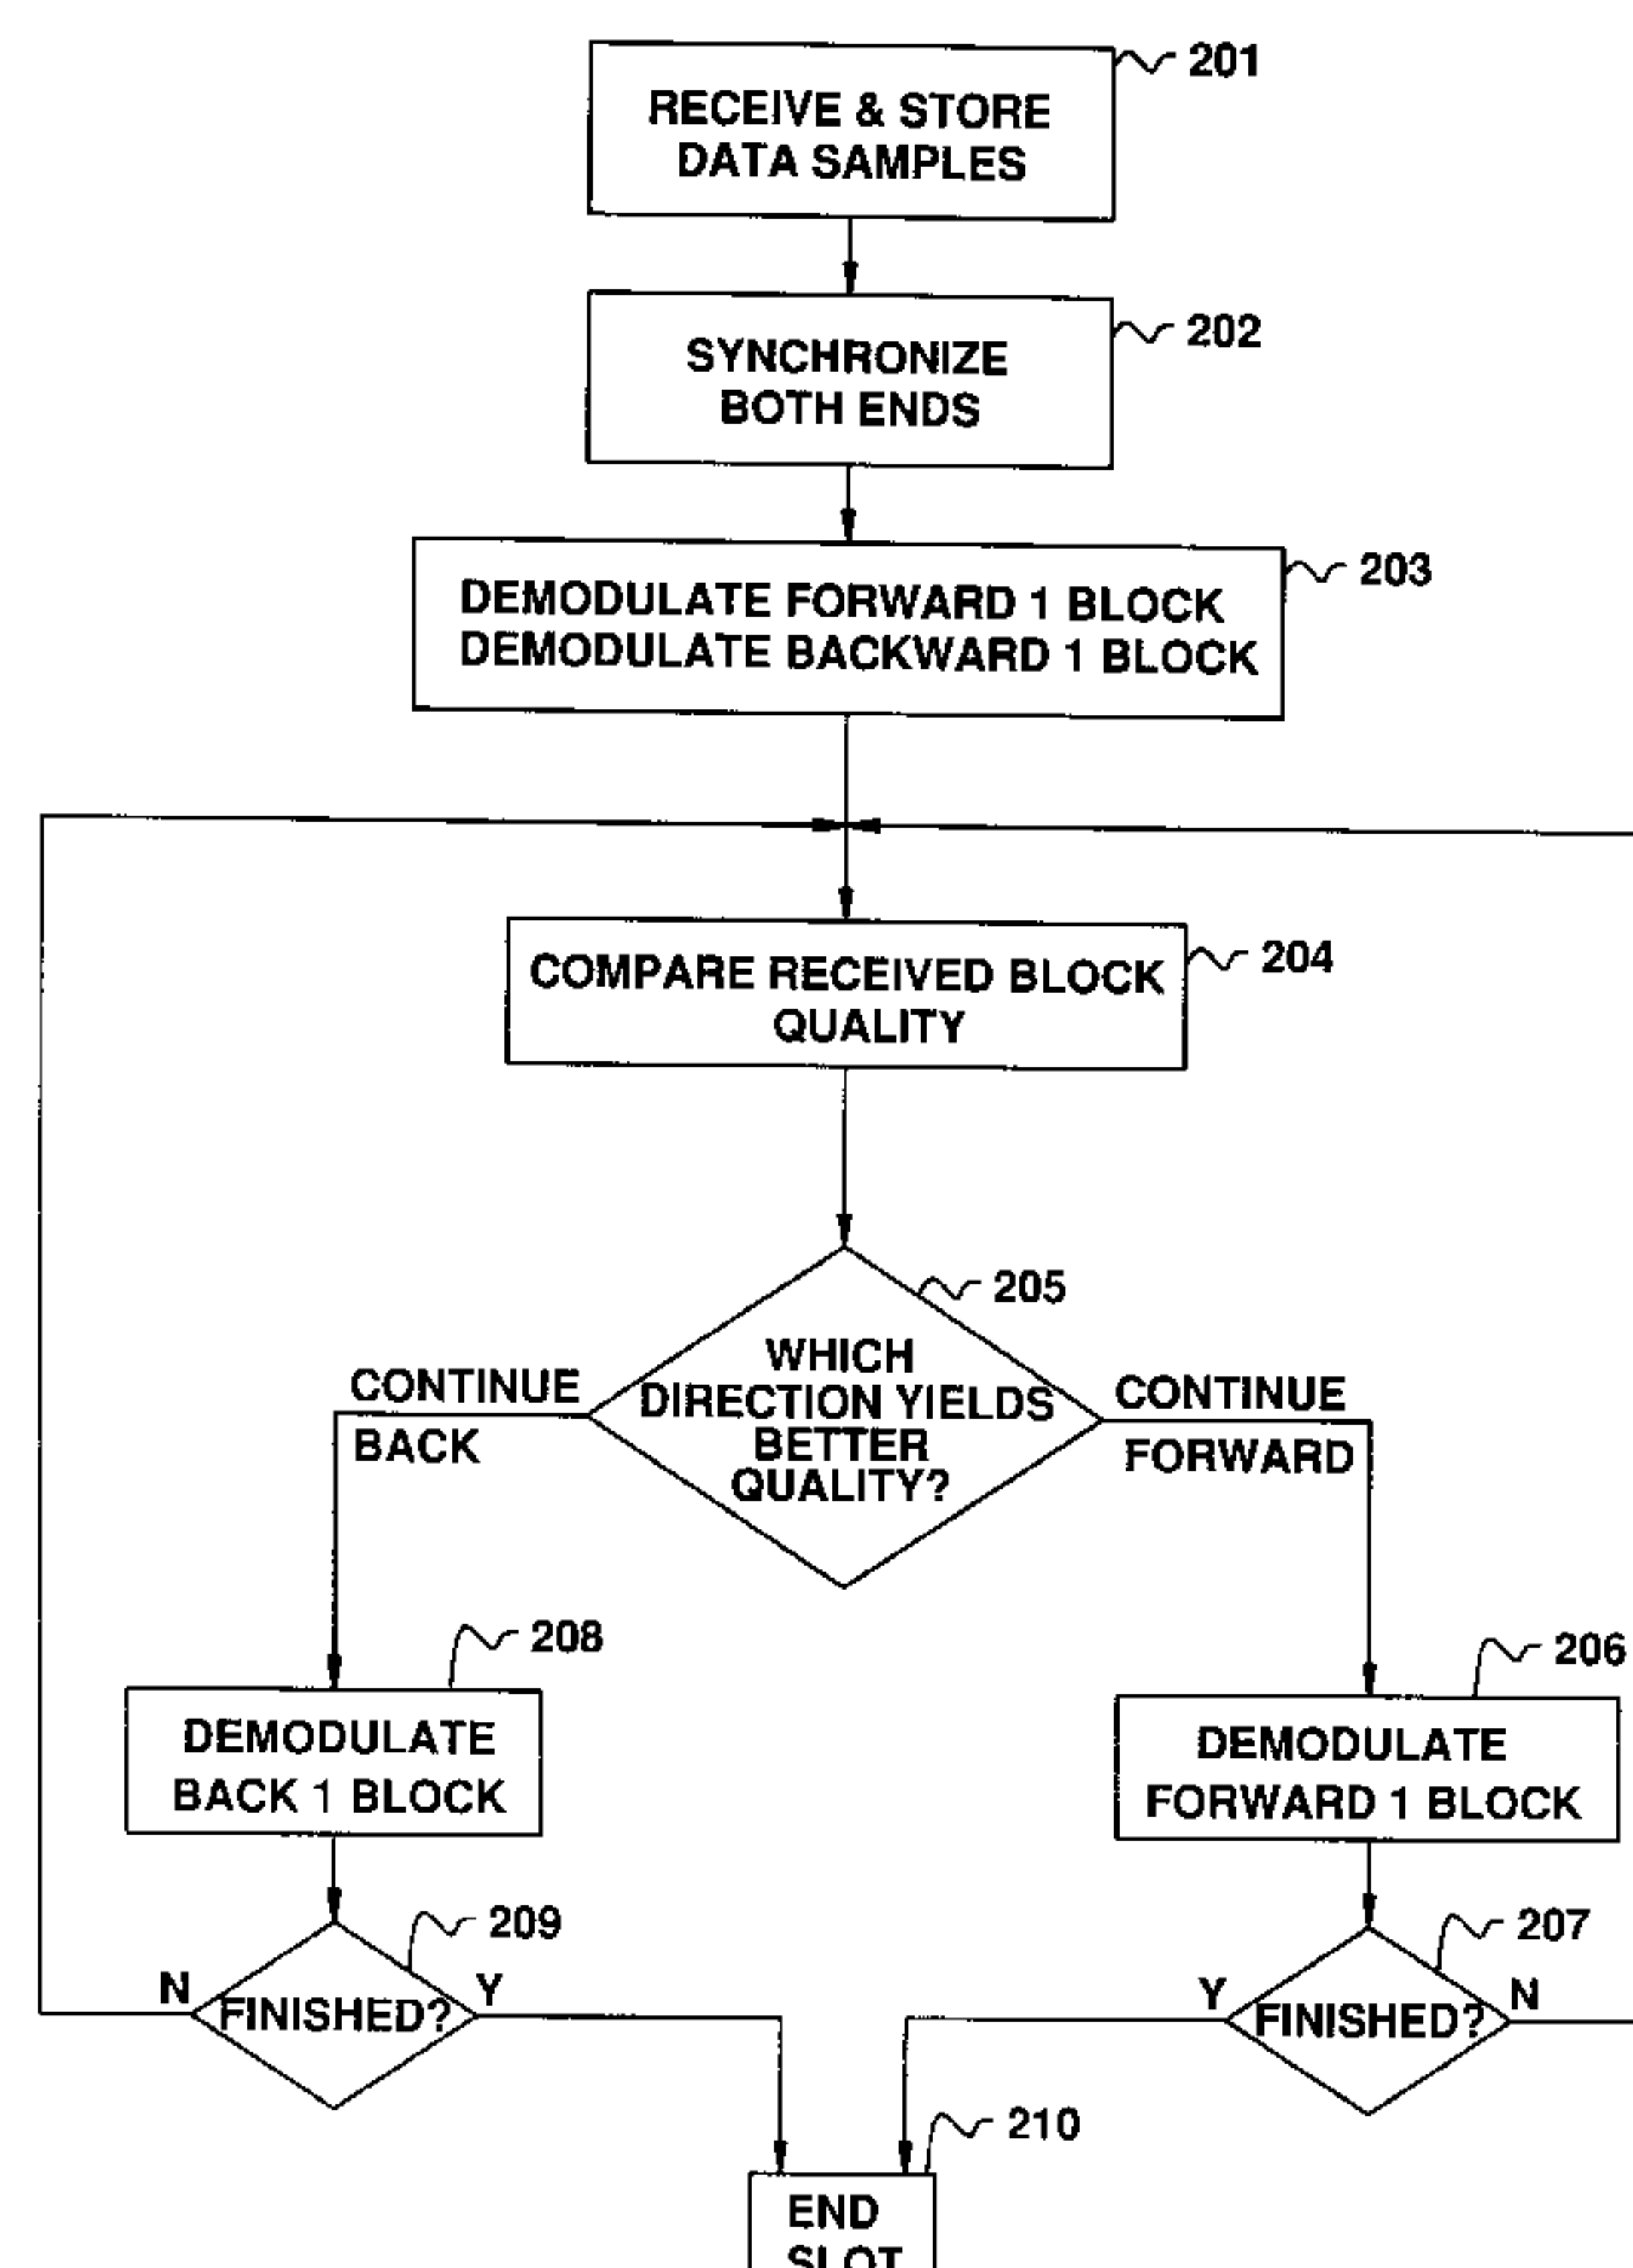 201
RECEIVE & STORE
DATA SAMPLES
202
SYNCHRONIZE
BOTH ENDS
203
DEMODULATE FORWARD 1 BLOCK
DEMODULATE BACKWARD 1 BLOCK
204
COMPARE RECEIVED BLOCK
QUALITY
205
WHICH
DIRECTION YIELDS
BETTER
QUALITY?
CONTINUE
BACK
CONTINUE
FORWARD
208
DEMODULATE
BACK 1 BLOCK
206
DEMODULATE
FORWARD 1 BLOCK
209
N
FINISHED?
Y
207
Y
FINISHED?
N
210
END
SLOT